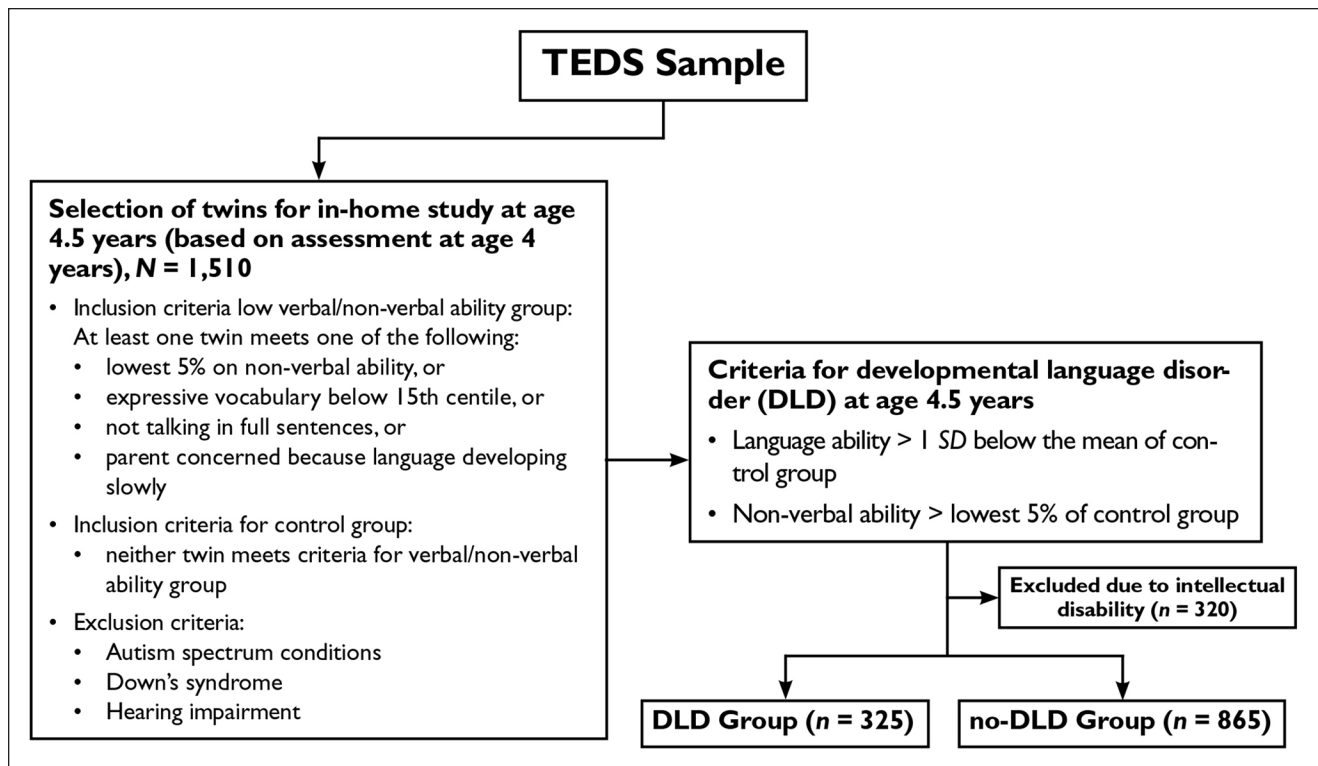 TEDS Sample
Selection of twins for in-home study at age
4.5 years (based on assessment at age 4
years), N = 1,510
• Inclusion criteria low verbal/non-verbal ability group:
At least one twin meets one of the following:
• lowest 5% on non-verbal ability, or
• expressive vocabulary below 15th centile, or
• not talking in full sentences, or
• parent concerned because language developing
slowly
• Inclusion criteria for control group:
• neither twin meets criteria for verbal/non-verbal
ability group
• Exclusion criteria:
• Autism spectrum conditions
• Down's syndrome
• Hearing impairment
Criteria for developmental language disor-
der (DLD) at age 4.5 years
• Language ability > 1 SD below the mean of con-
trol group
• Non-verbal ability > lowest 5% of control group
Excluded due to intellectual
disability (n = 320)
DLD Group (n = 325)
no-DLD Group (n = 865)